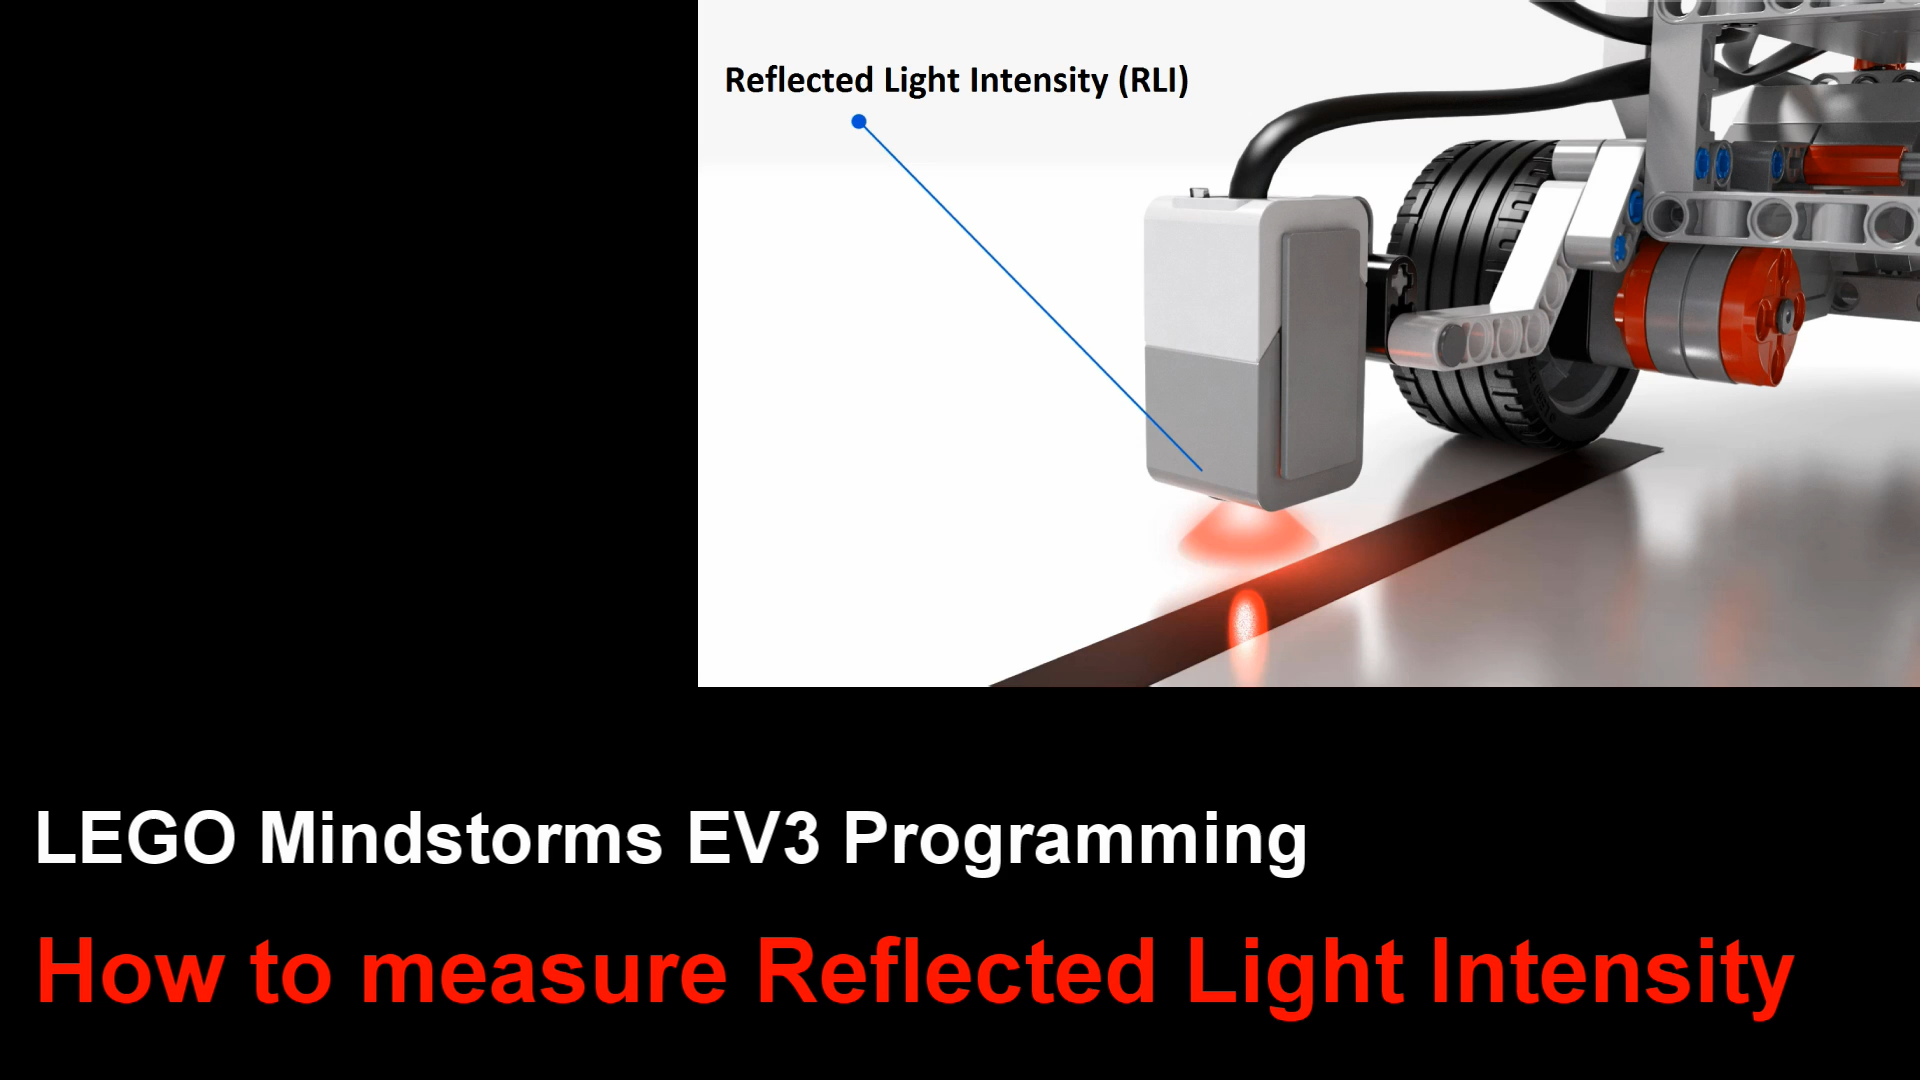 Reflected Light Intensity (RLI)
LEGO Mindstorms EV3 Programming
How to measure Reflected Light Intensity